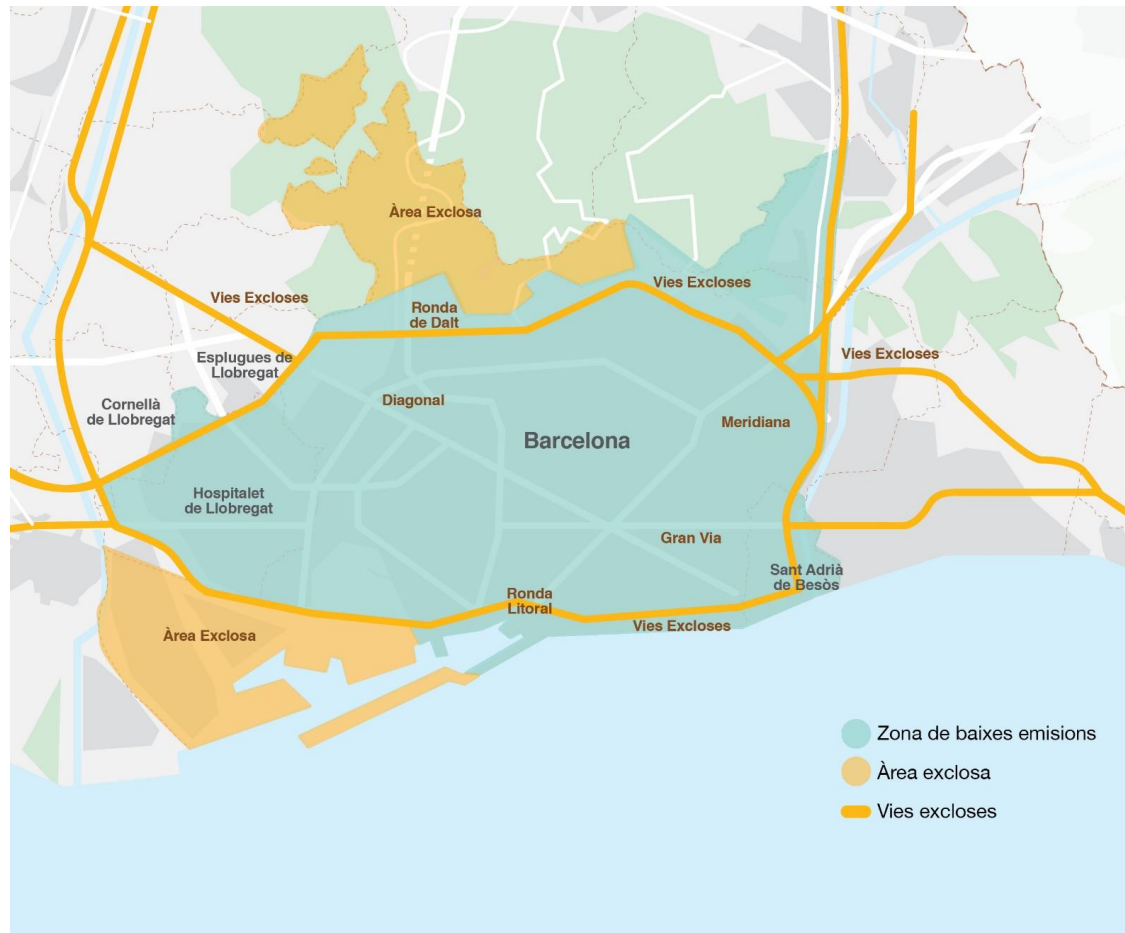 Àrea Exclosa
Vies Excloses
Vies Excloses
Ronda
de Dalt
Vies Excloses
Esplugues de
Llobregat
Diagonal
Cornellà
de Llobregat
Meridiana
Barcelona
Hospitalet
de Llobregat
Gran Via
Sant Adrià
de Besòs
Ronda
Litoral
Vies Excloses
Àrea Exclosa
Zona de baixes emisions
Àrea exclosa
Vies excloses